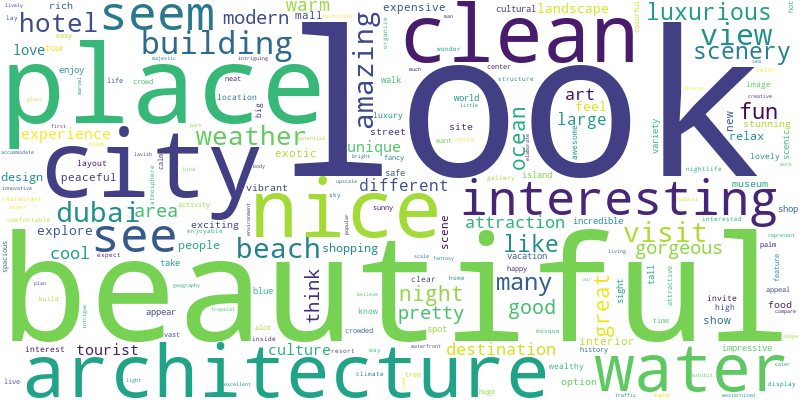 lively
rich
seem
modern
warm
mall
expensive
cultural
landscape
colorful
luxurious
hot
lay
easy
hotel
love
tour
building
amazing
clean
view
scenery
place
look
enjoy
life
majestic
intriguing
crowd
neat
location
big
walk
wonder
much
center
structure
world
little
art
feel
image
creative
stunning
variety
new
fun
experience
weather
luxury
street
unique
site
large
ocean
want
awesome
scenic
relax
first
layout
lavish
calm
exotic
bright
fancy
safe
gallery
island
nightlife
lovely
accommodate
design
peaceful
city
kind
body
upscale
different
interesting
museum
innovative
restaurant
comfortable
atmosphere
activity
vibrant
environment
sky
sunny
popular
nice
scene
attraction
incredible
interested
natural
shop
dubai
area
exciting
enjoyable
explore
see
people
beach
shopping
like
vacation
visit
gorgeous
represent
palm
spacious
cool
expect
take
scale
fantasy
living
tall
feature
plan
appear
geography
blue
think
clear
home
happy
night
many
air
sight
attractive
invite
appeal
build
intrigue
vast
tropical
alot
believe
know
pretty
good
great
time
high
food
compare
beautiful
crowded
spot
mosque
show
interest
tourist
inside
culture
resort
way
waterfront
destination
interior
history
impressive
shape
live
architecture
light
excellent
climate
tree
huge
water
wealthy
option
traffic
exhibit
westernized
cater
display